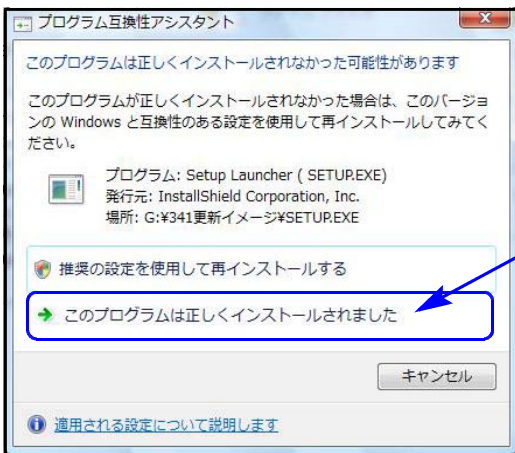 プログラム互換性アシスタント
このプログラムは正しくインストールされなかった可能性があります
このプログラムが正しくインストールされなかった場合は、このバージョ
ンの Windows と互換性のある設定を使用して再インストールしてみてく
ださい。
プログラム: Setup Launcher ( SETUP.EXE)
発行元: InstallShield Corporation, Inc.
場所: G:¥341更新イメージ¥SETUP.EXE
推奨の設定を使用して再インストールする
このプログラムは正しくインストールされました
キャンセル
適用される設定について説明します